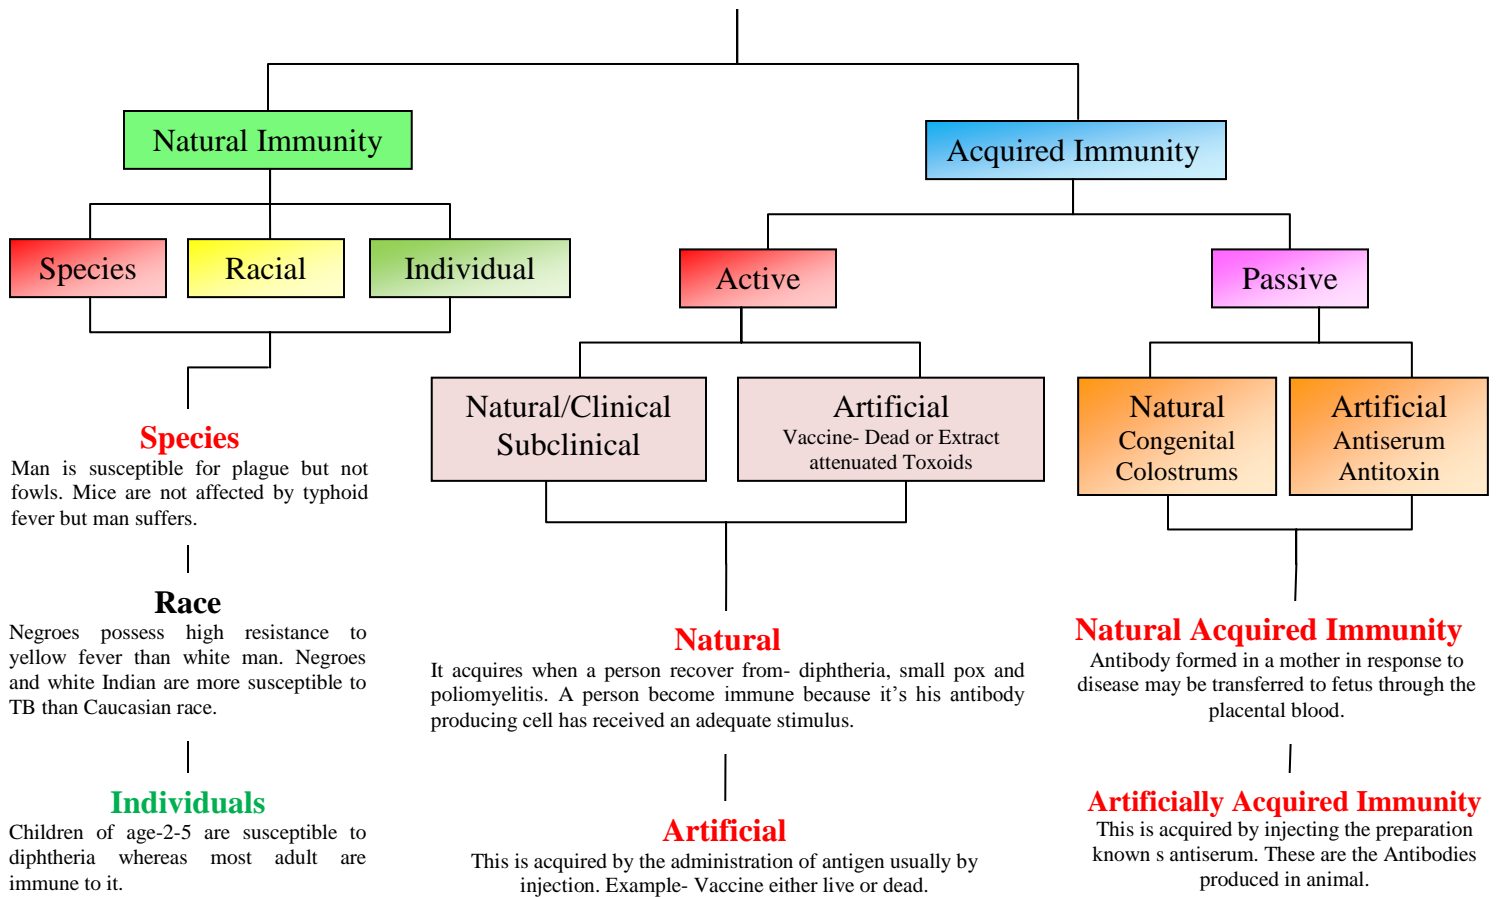 Natural Immunity
Acquired Immunity
Species
Racial
Individual
Active
Passive
Natural/Clinical
Subclinical
Artificial
Vaccine- Dead or Extract
attenuated Toxoids
Natural
Congenital
Colostrums
Artificial
Antiserum
Antitoxin
Species
Man is susceptible for plague but not
fowls. Mice are not affected by typhoid
fever but man suffers.
Race
Negroes possess high resistance to
yellow fever than white man. Negroes
and white Indian are more susceptible to
TB than Caucasian race.
Individuals
Children of age-2-5 are susceptible to
diphtheria whereas most adult are
immune to it.
Natural
It acquires when a person recover from- diphtheria, small pox and
poliomyelitis. A person become immune because it’s his antibody
producing cell has received an adequate stimulus.
Artificial
This is acquired by the administration of antigen usually by
injection. Example- Vaccine either live or dead.
Natural Acquired Immunity
Antibody formed in a mother in response to
disease may be transferred to fetus through the
placental blood.
Artificially Acquired Immunity
This is acquired by injecting the preparation
known s antiserum. These are the Antibodies
produced in animal.